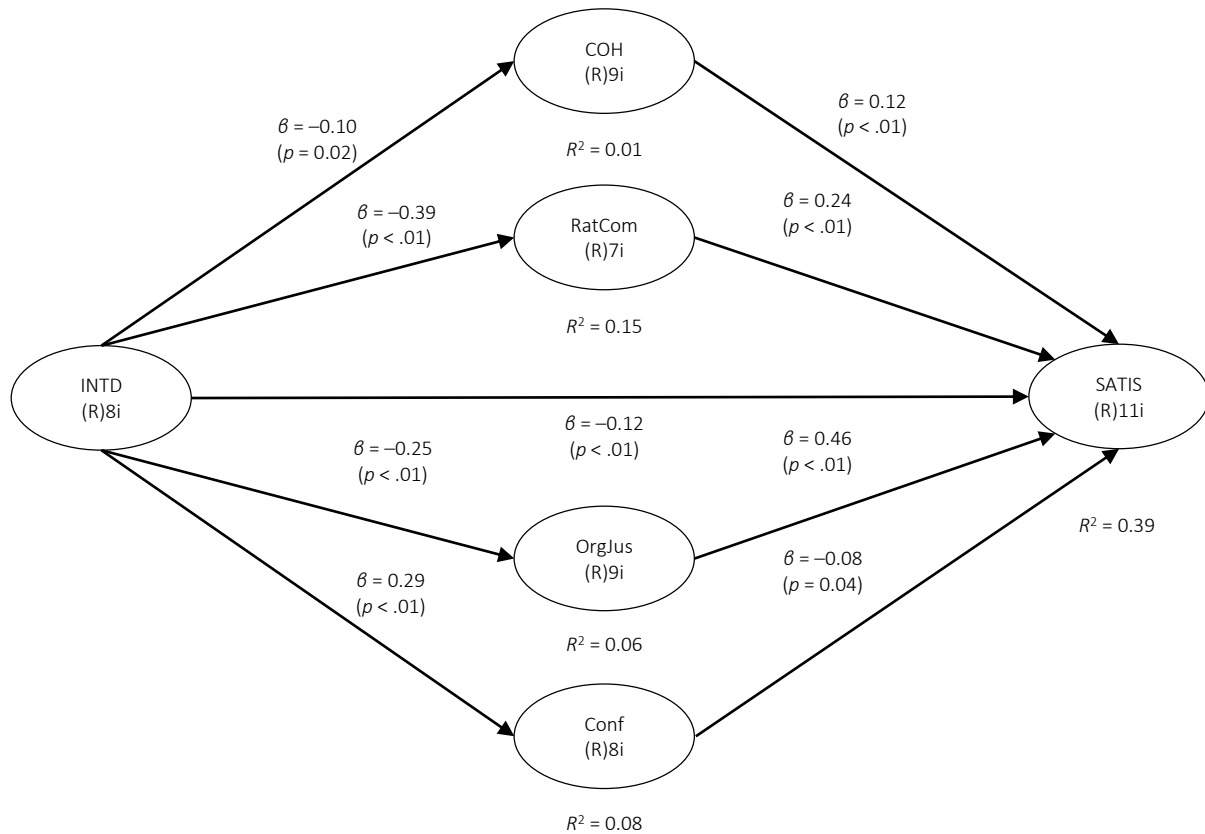 COH
(R)9i
β = –0.10
(p = 0.02)
β = 0.12
(p < .01)
R² = 0.01
β = –0.39
(p < .01)
RatCom
(R)7i
β = 0.24
(p < .01)
R² = 0.15
INTD
(R)8i
SATIS
(R)11i
β = –0.12
(p < .01)
β = –0.25
(p < .01)
β = 0.46
(p < .01)
OrgJus
(R)9i
R² = 0.39
β = 0.29
(p < .01)
β = –0.08
(p = 0.04)
R² = 0.06
Conf
(R)8i
R² = 0.08